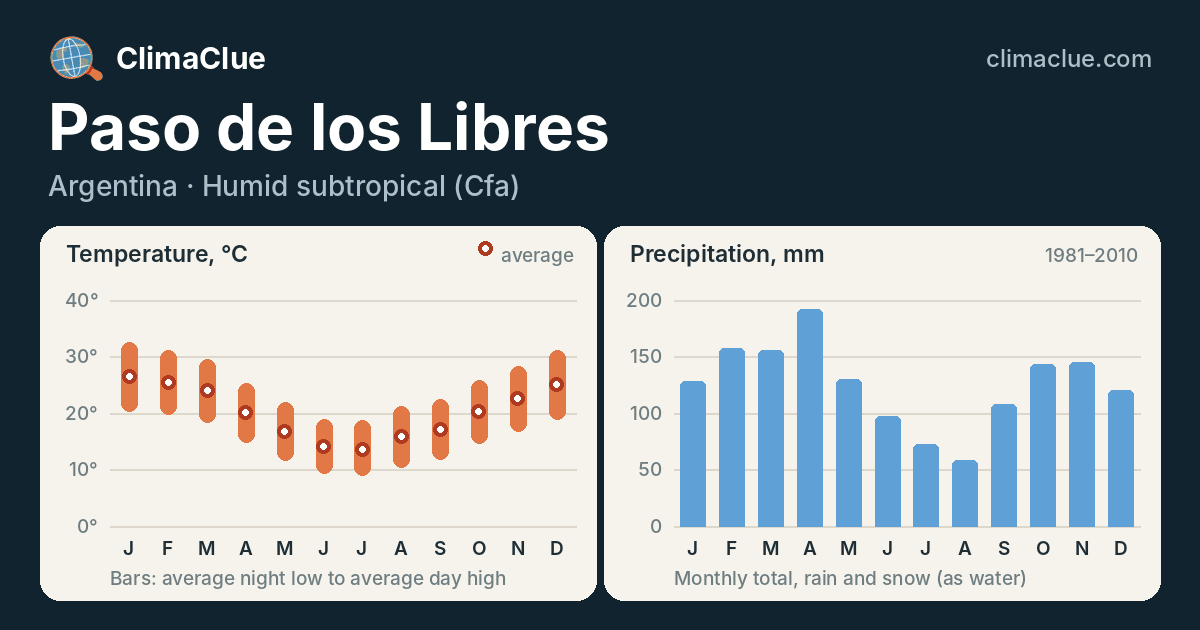 ClimaClue
climaclue.com
Paso de los Libres
Argentina · Humid subtropical (Cfa)
Temperature, °C
average
40°
30°
20°
10°
0°
J F M A M J J A S O N D
Bars: average night low to average day high
Precipitation, mm
1981–2010
200
150
100
50
0
J F M A M J J A S O N D
Monthly total, rain and snow (as water)